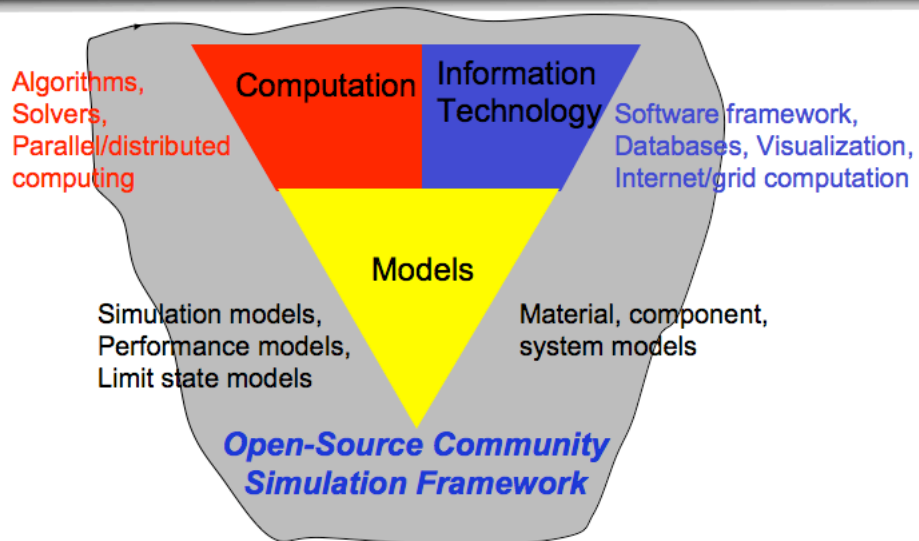 Algorithms,
Solvers,
Parallel/distributed
computing
Computation
Information
Technology
Software framework,
Databases, Visualization,
Internet/grid computation
Models
Simulation models,
Performance models,
Limit state models
Material, component,
system models
Open-Source Community
Simulation Framework